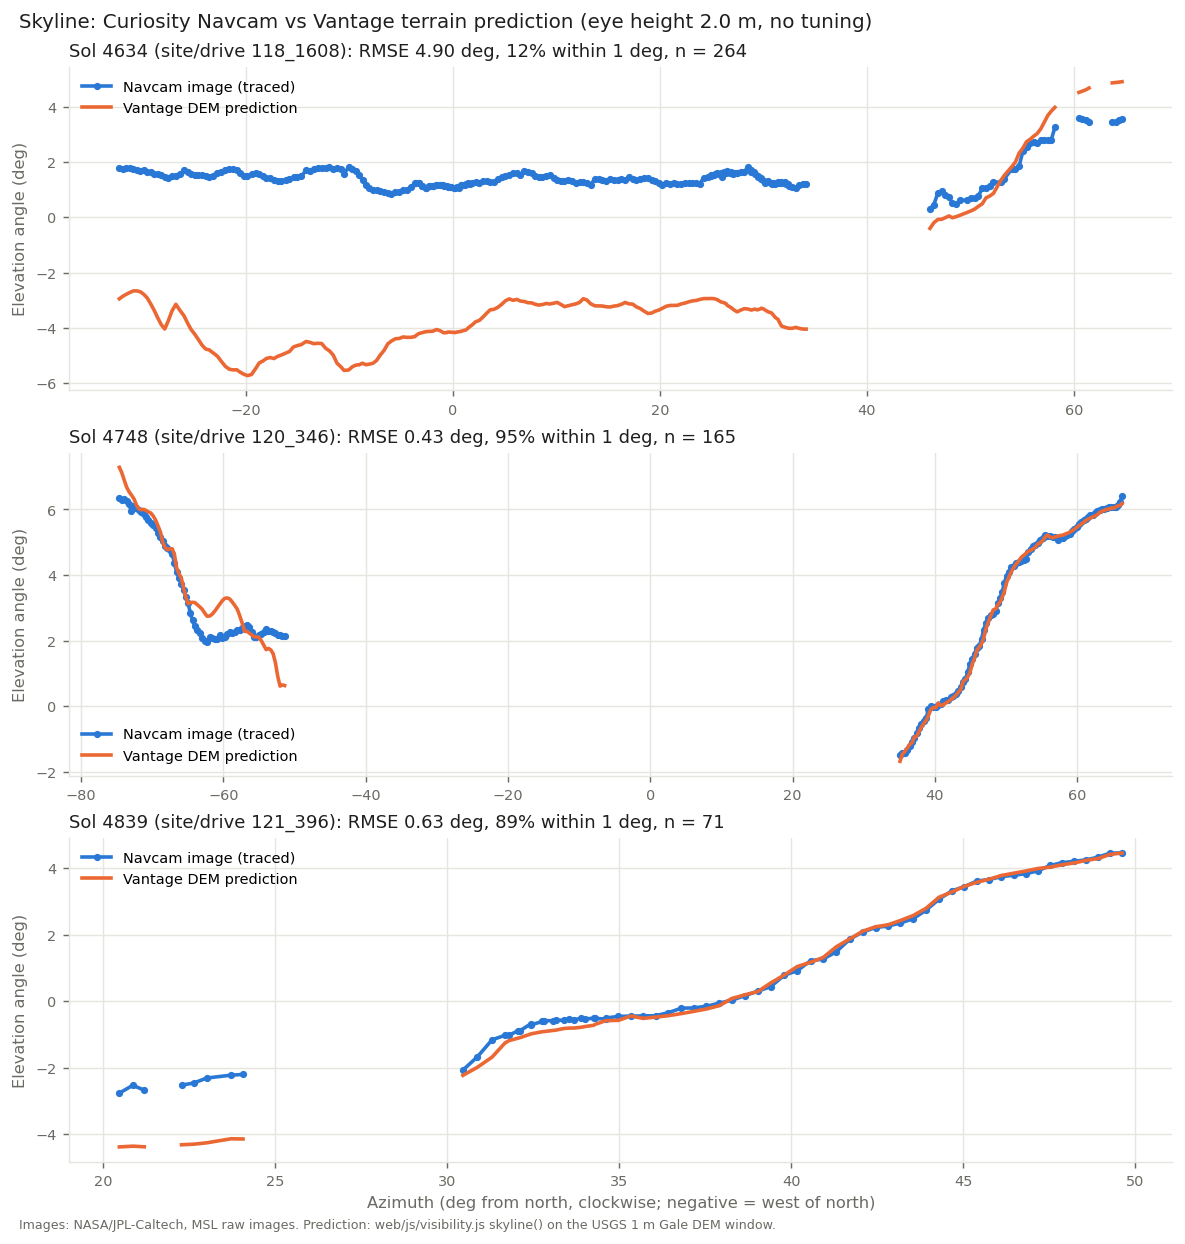 Skyline: Curiosity Navcam vs Vantage terrain prediction (eye height 2.0 m, no tuning)
Sol 4634 (site/drive 118_1608): RMSE 4.90 deg, 12% within 1 deg, n = 264
Navcam image (traced)
Vantage DEM prediction
Elevation angle (deg)
4
2
0
−2
−4
−6
−20
0
20
40
60
Sol 4748 (site/drive 120_346): RMSE 0.43 deg, 95% within 1 deg, n = 165
Elevation angle (deg)
6
4
2
0
−2
Navcam image (traced)
Vantage DEM prediction
−80
−60
−40
−20
0
20
40
60
Sol 4839 (site/drive 121_396): RMSE 0.63 deg, 89% within 1 deg, n = 71
Navcam image (traced)
Vantage DEM prediction
Elevation angle (deg)
4
2
0
−2
−4
20
25
30
35
40
45
50
Azimuth (deg from north, clockwise; negative = west of north)
Images: NASA/JPL-Caltech, MSL raw images. Prediction: web/js/visibility.js skyline() on the USGS 1 m Gale DEM window.